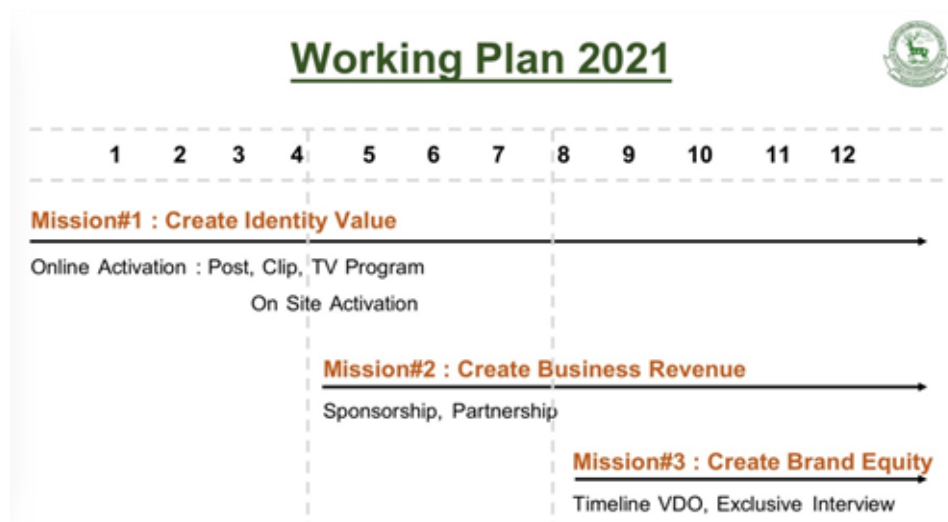 Working Plan 2021
1 2 3 4 5 6 7 8 9 10 11 12
Mission#1 : Create Identity Value
Online Activation : Post, Clip, TV Program
On Site Activation
Mission#2 : Create Business Revenue
Sponsorship, Partnership
Mission#3 : Create Brand Equity
Timeline VDO, Exclusive Interview